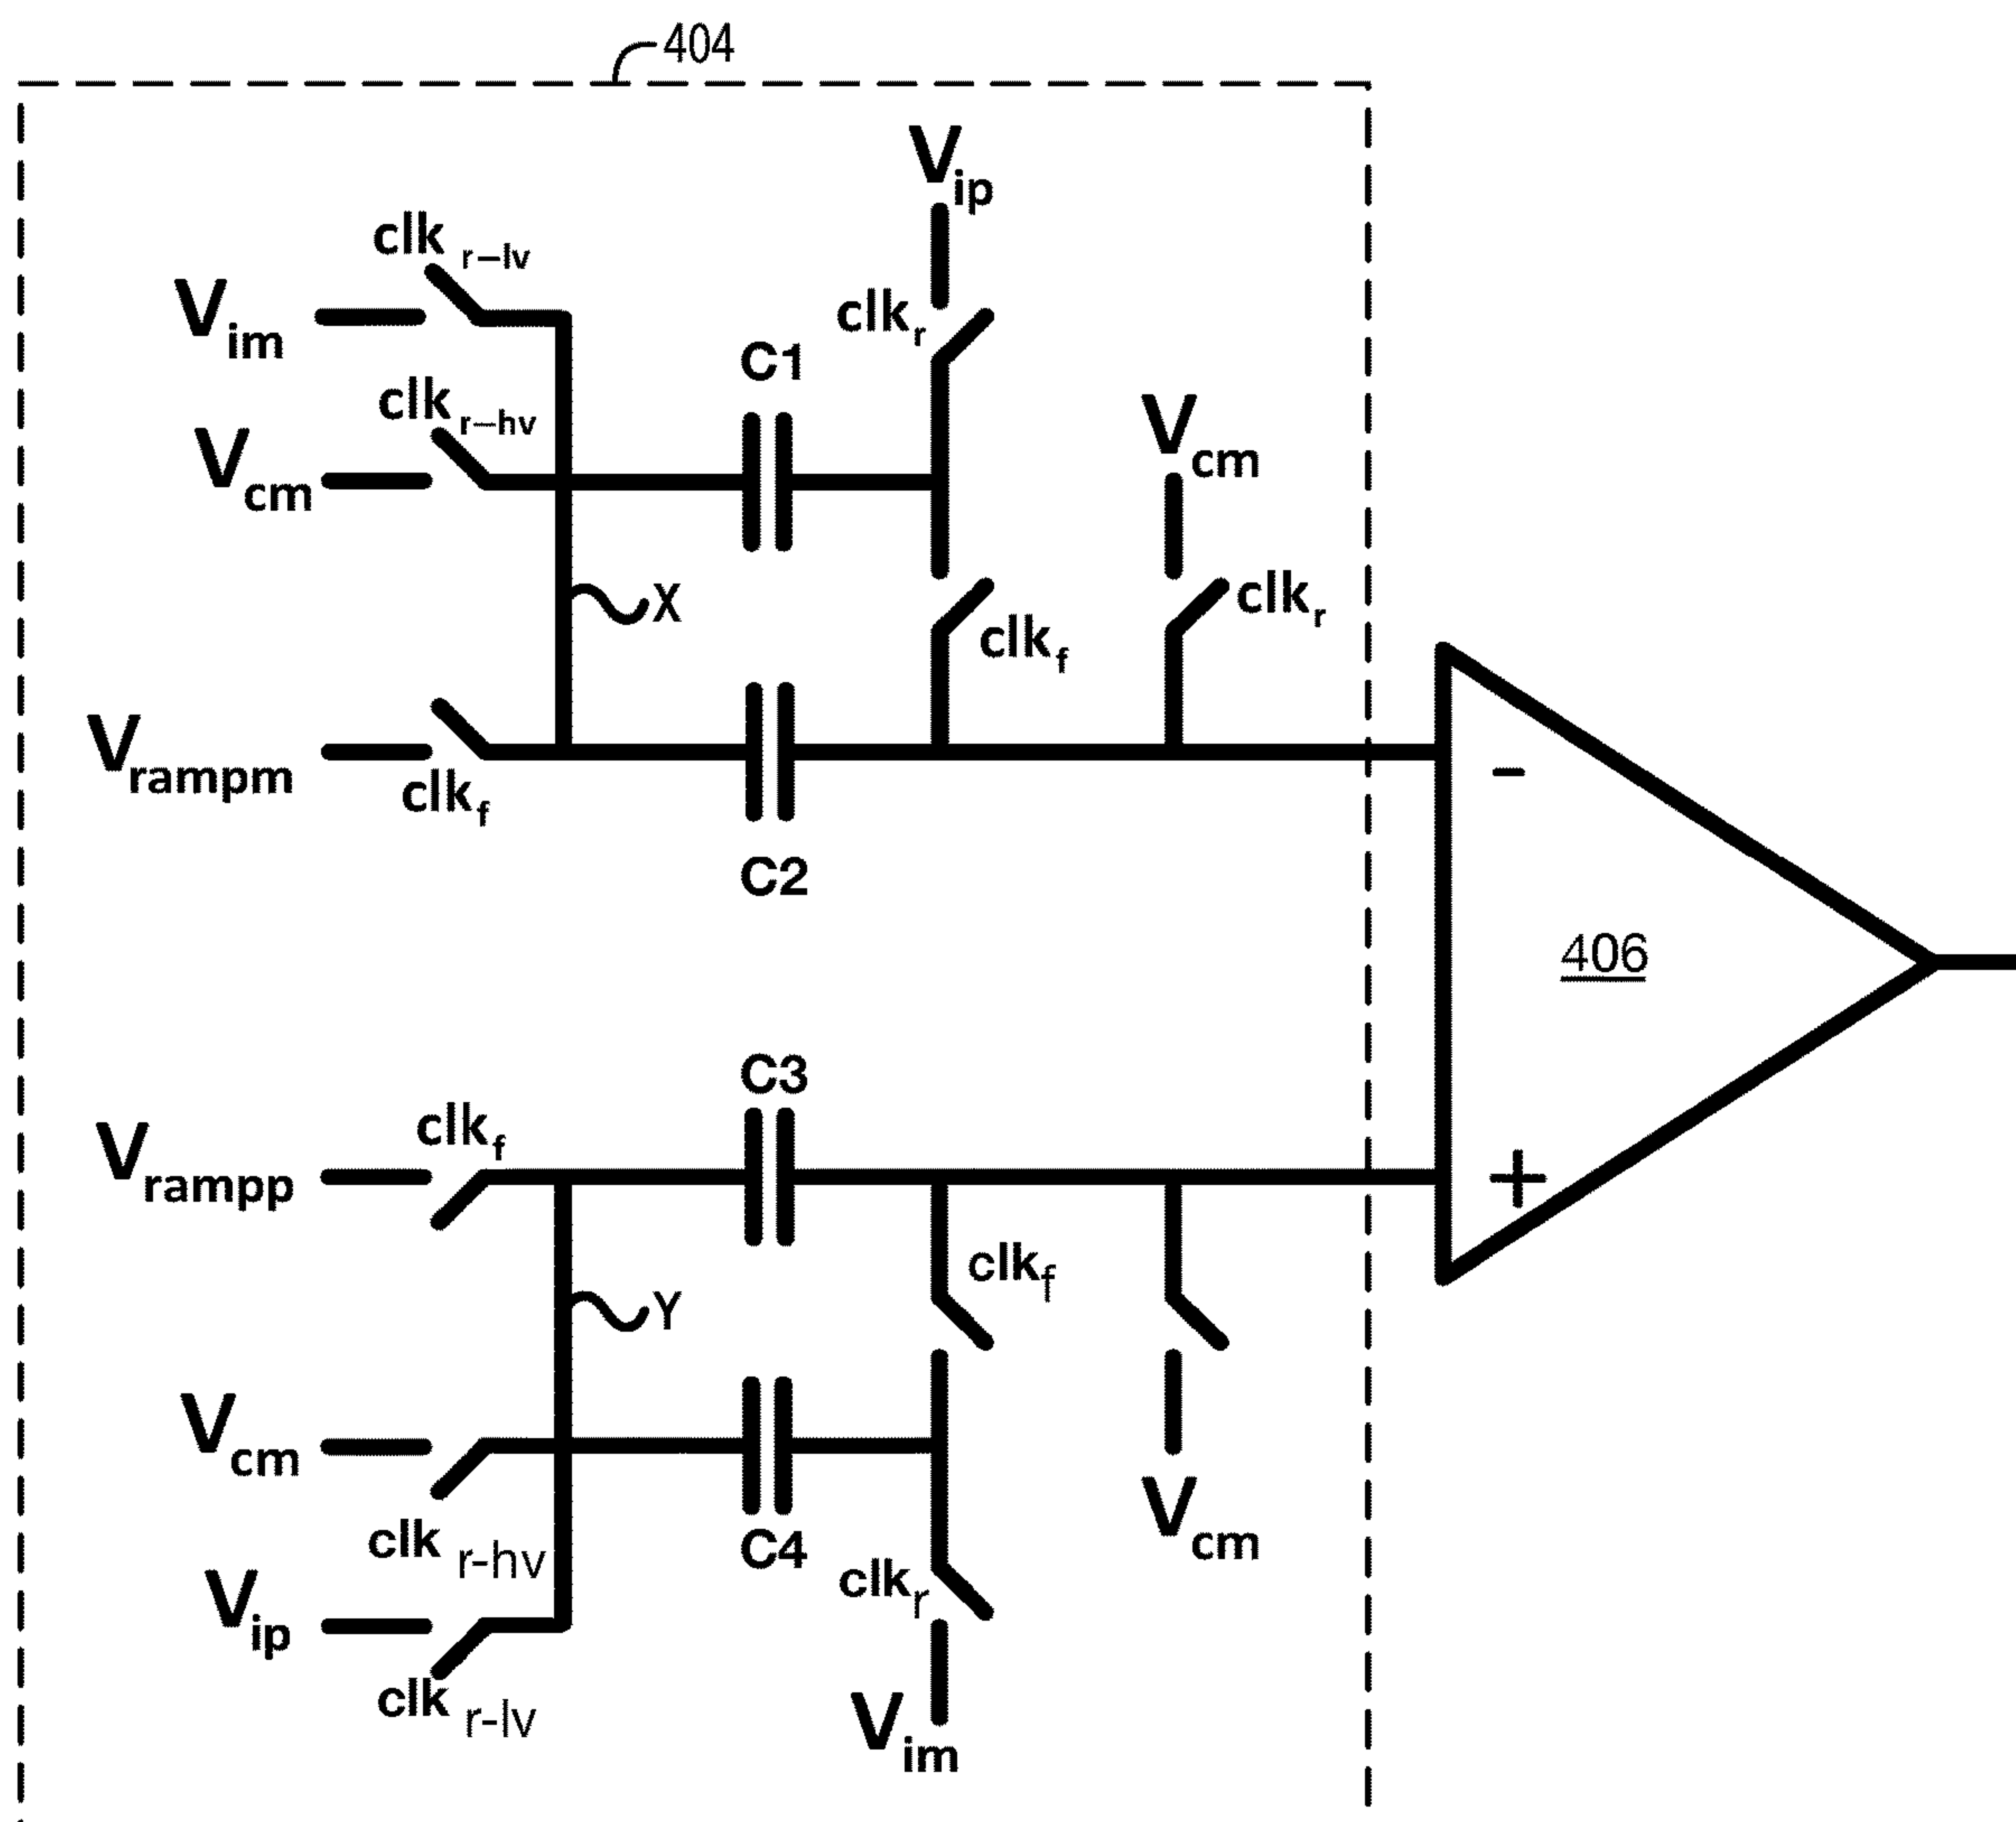 404
V ip
clk r-lv
V im
clk r
C1
clk r-hv
V cm
V cm
X
clk r
clk f
V rampm
clk f
-
C2
406
C3
clk f
V rampp
+
clk f
Y
V cm
V cm
clk r-hv
C4
clk r
V ip
clk r-lv
V im